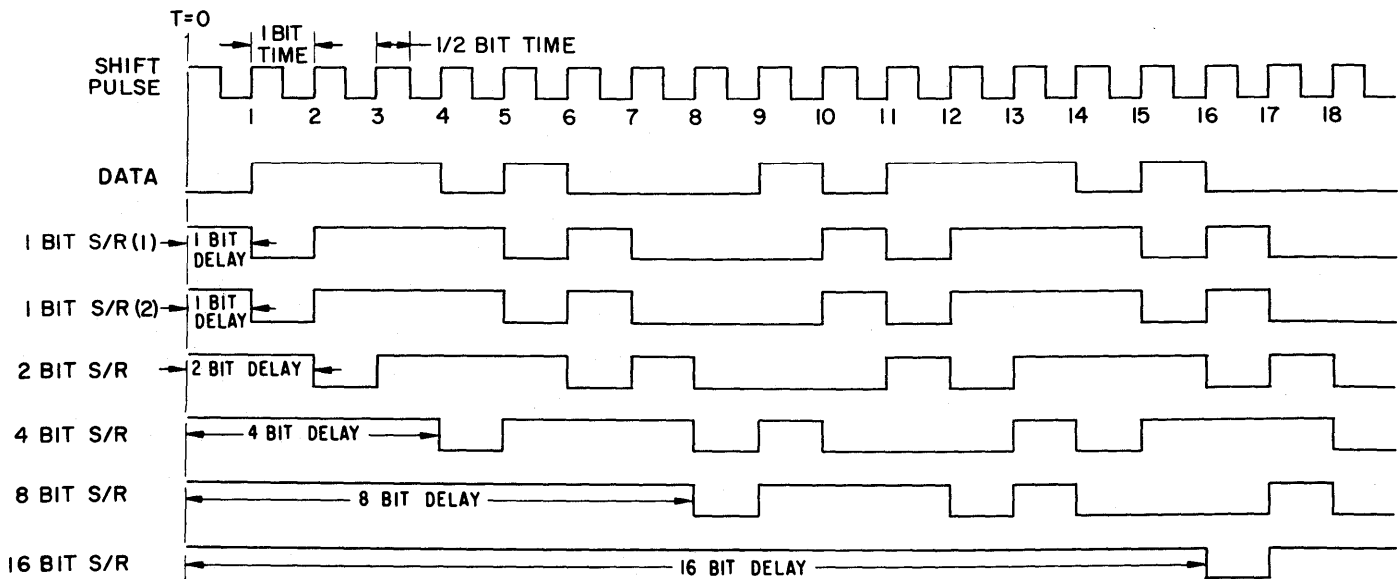 T=0
1 BIT
TIME
1/2 BIT TIME
SHIFT
PULSE
1 2 3 4 5 6 7 8 9 10 11 12 13 14 15 16 17 18
DATA
1 BIT S/R (1)
1 BIT
DELAY
1 BIT S/R (2)
1 BIT
DELAY
2 BIT S/R
2 BIT DELAY
4 BIT S/R
4 BIT DELAY
8 BIT S/R
8 BIT DELAY
16 BIT S/R
16 BIT DELAY